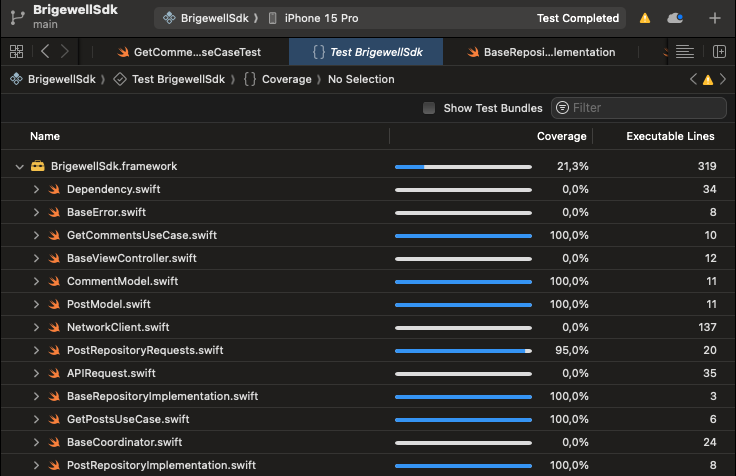 BrigewellSdk
main
BrigewellSdk iPhone 15 Pro Test Completed
GetComme...seCaseTest { } Test BrigewellSdk BaseReposi...lementation
BrigewellSdk Test BrigewellSdk { } Coverage No Selection
Show Test Bundles Filter
Name Coverage Executable Lines
BrigewellSdk.framework 21,3% 319
Dependency.swift 0,0% 34
BaseError.swift 0,0% 8
GetCommentsUseCase.swift 100,0% 10
BaseViewController.swift 0,0% 12
CommentModel.swift 100,0% 11
PostModel.swift 100,0% 11
NetworkClient.swift 0,0% 137
PostRepositoryRequests.swift 95,0% 20
APIRequest.swift 0,0% 35
BaseRepositoryImplementation.swift 100,0% 3
GetPostsUseCase.swift 100,0% 6
BaseCoordinator.swift 0,0% 24
PostRepositoryImplementation.swift 100,0% 8